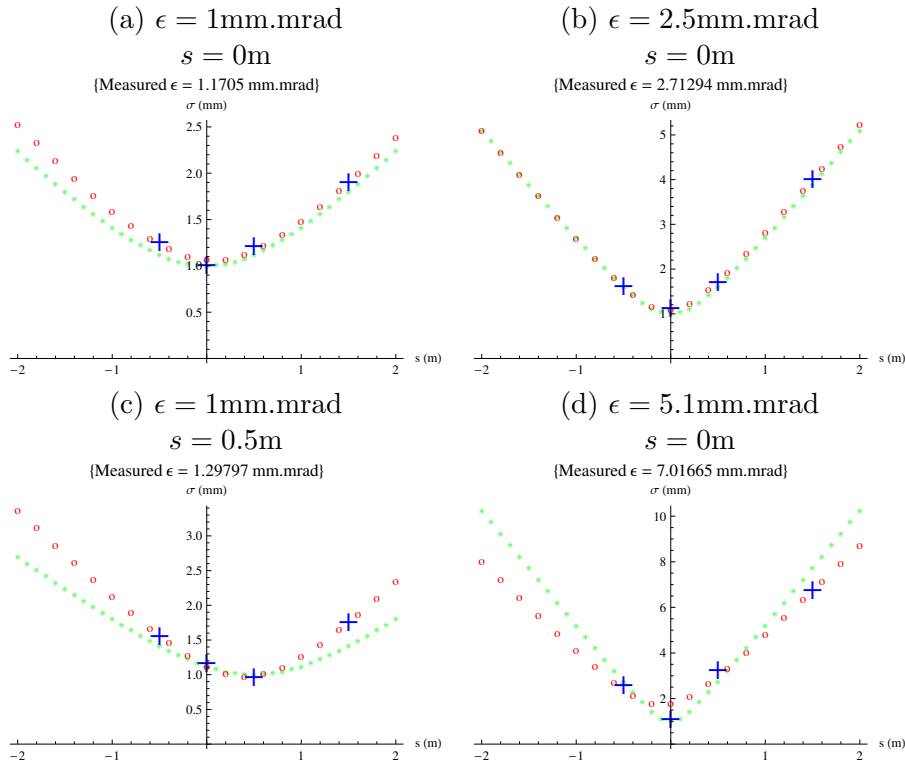 (a) ϵ = 1mm.mrad
s = 0m
{Measured ϵ = 1.1705 mm.mrad}
σ (mm)
2.5
2.0
1.5
1.0
0.5
−2
−1
1
2
s (m)
(b) ϵ = 2.5mm.mrad
s = 0m
{Measured ϵ = 2.71294 mm.mrad}
σ (mm)
5
4
3
2
1
−2
−1
1
2
s (m)
(c) ϵ = 1mm.mrad
s = 0.5m
{Measured ϵ = 1.29797 mm.mrad}
σ (mm)
3.0
2.5
2.0
1.5
1.0
0.5
−2
−1
1
2
s (m)
(d) ϵ = 5.1mm.mrad
s = 0m
{Measured ϵ = 7.01665 mm.mrad}
σ (mm)
10
8
6
4
2
−2
−1
1
2
s (m)